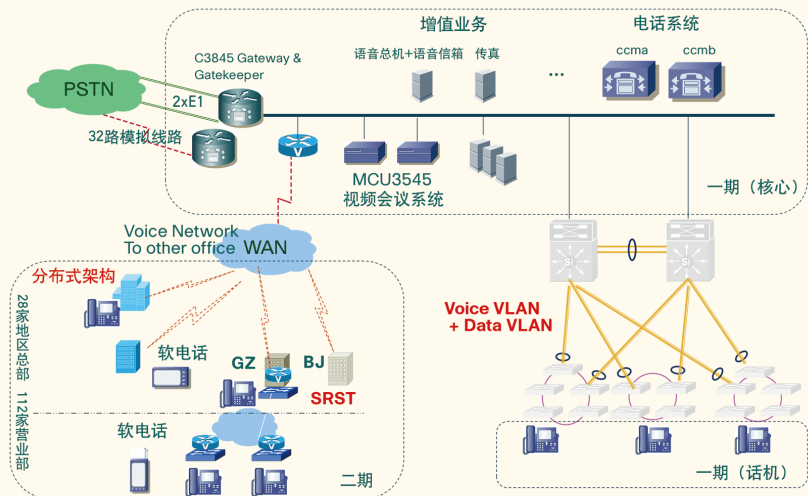 增值业务
电话系统
语音总机+语音信箱
传真
...
ccma
ccmb
C3845 Gateway &
Gatekeeper
PSTN
2xE1
32路模拟线路
V
MCU3545
视频会议系统
一期（核心）
Voice Network
To other office
WAN
Si
Si
分布式架构
28家地区总部
软电话
GZ
BJ
SRST
V
Voice VLAN
+ Data VLAN
112家营业部
软电话
V
V
二期
一期（话机）